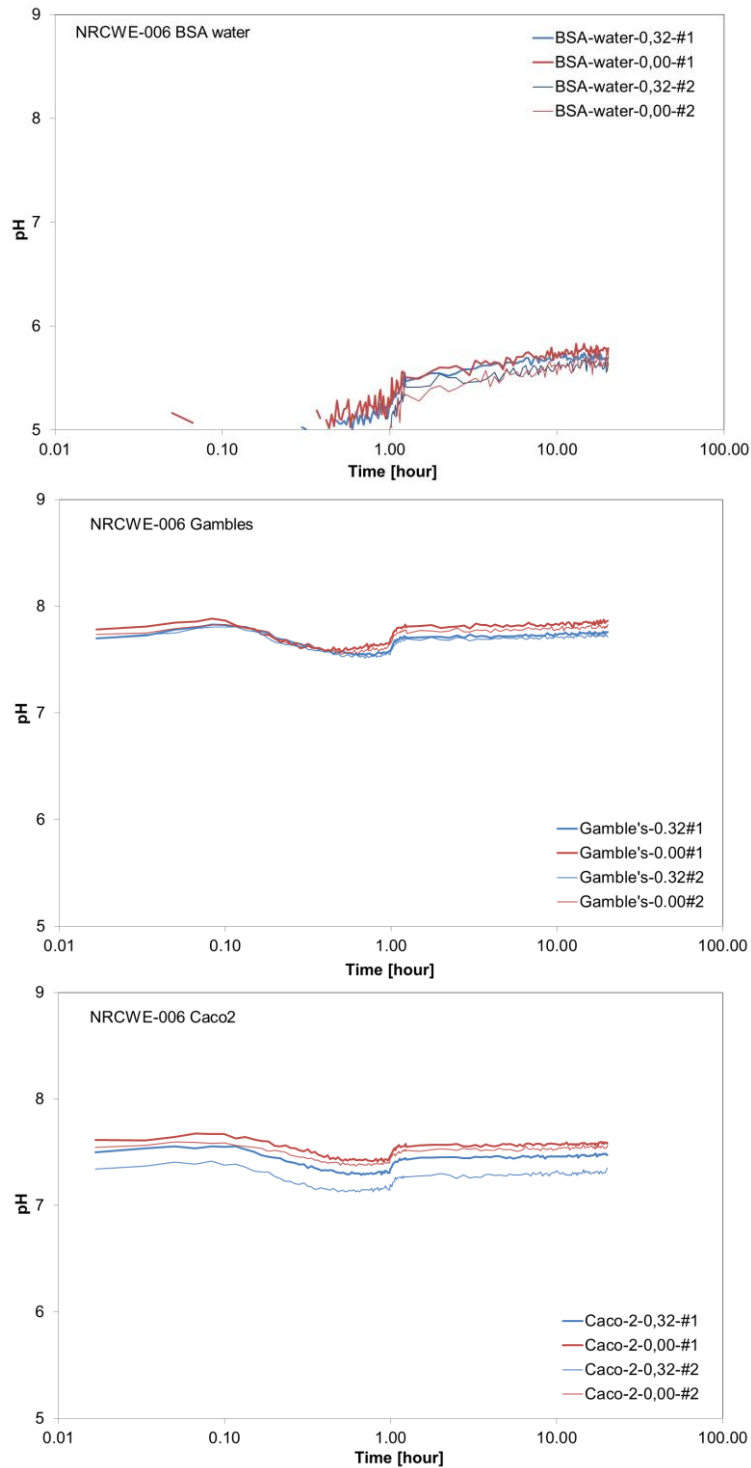 NRCWE-006 BSA water
BSA-water-0,32-#1
BSA-water-0,00-#1
BSA-water-0,32-#2
BSA-water-0,00-#2
9
8
7
6
5
pH
0.01
0.10
1.00
10.00
100.00
Time [hour]
NRCWE-006 Gambles
9
8
7
6
5
pH
Gamble's-0.32#1
Gamble's-0.00#1
Gamble's-0.32#2
Gamble's-0.00#2
0.01
0.10
1.00
10.00
100.00
Time [hour]
NRCWE-006 Caco2
9
8
7
6
5
pH
Caco-2-0,32-#1
Caco-2-0,00-#1
Caco-2-0,32-#2
Caco-2-0,00-#2
0.01
0.10
1.00
10.00
100.00
Time [hour]